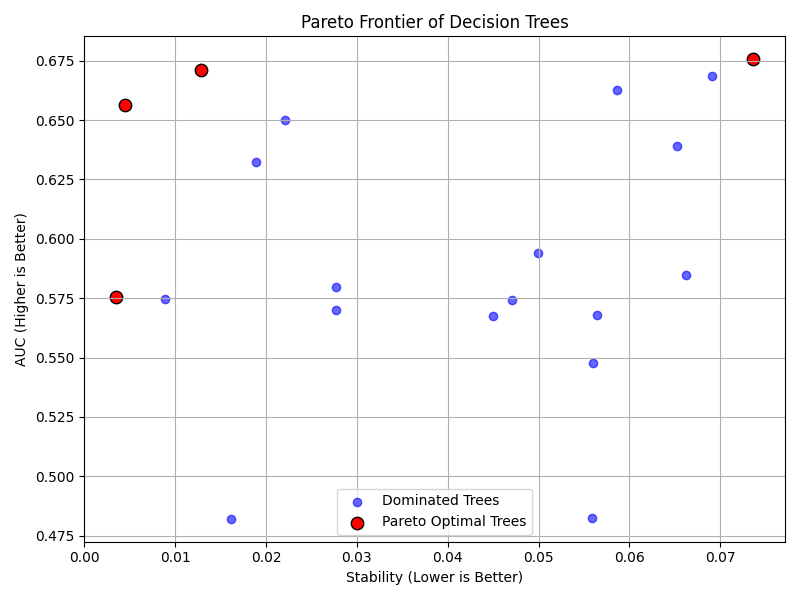 Pareto Frontier of Decision Trees
AUC (Higher is Better)
0.675
0.650
0.625
0.600
0.575
0.550
0.525
0.500
0.475
Dominated Trees
Pareto Optimal Trees
0.00 0.01 0.02 0.03 0.04 0.05 0.06 0.07
Stability (Lower is Better)